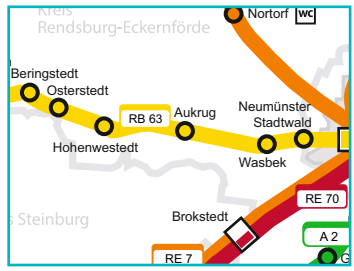 Kreis
Nortorf WC
Rendsburg-Eckernförde
Beringstedt
Osterstedt
RB 63
Aukrug
Neumünster
Stadtwald
Hohenwestedt
Wasbek
RE 70
s Steinburg
Brokstedt
A 2
RE 7
G